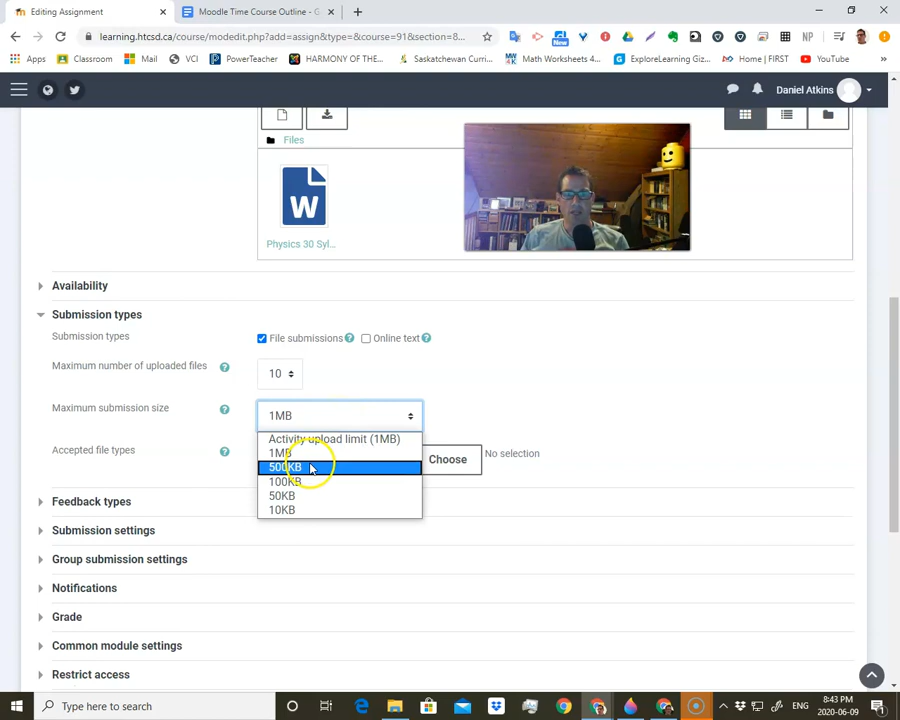 Editing Assignment
Moodle Time Course Outline - G
learning.htcsd.ca/course/modedit.php?add=assign&type=&course=91&section=8...
Apps
Classroom
Mail
VCI
PowerTeacher
HARMONY OF THE...
Saskatchewan Curri...
Math Worksheets 4...
ExploreLearning Giz...
Home | FIRST
YouTube
Daniel Atkins
Files
W
Physics 30 Syl...
Availability
Submission types
Submission types
File submissions
Online text
Maximum number of uploaded files
10
Maximum submission size
1MB
Activity upload limit (1MB)
1MB
500KB
100KB
50KB
10KB
Accepted file types
Choose
No selection
Feedback types
Submission settings
Group submission settings
Notifications
Grade
Common module settings
Restrict access
Type here to search
ENG
8:43 PM
2020-06-09